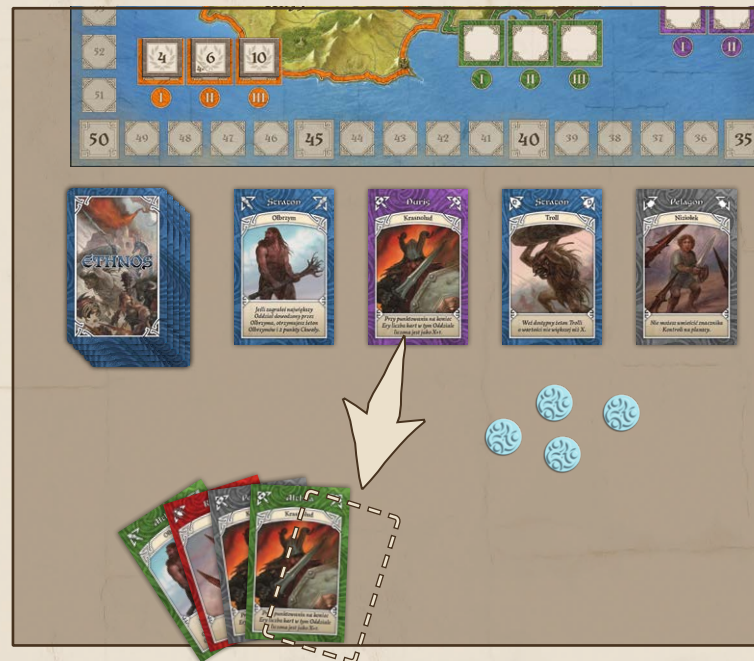 52
4 6 10
I II III
I II III
I II
51
50 49 48 47 46 45 44 43 42 41 40 39 38 37 36 35
ETHNOS
Straton
Olbrzym
Jeśli zagrałeś największy
Oddział dowodzony przez
Olbrzyma, otrzymujesz żeton
Olbrzymów i 2 punkty Chwały.
Duris
Krasnolud
Przy punktowaniu na koniec
Ery liczba kart w tym Oddziale
liczona jest jako X+1.
Straton
Troll
Weź dostępny żeton Trolli
o wartości nie większej niż X.
Pelagon
Niziołek
Nie możesz umieścić znacznika
Kontroli na planszy.
Przy punktowaniu na koniec
Ery liczba kart w tym Oddziale
liczona jest jako X+1.